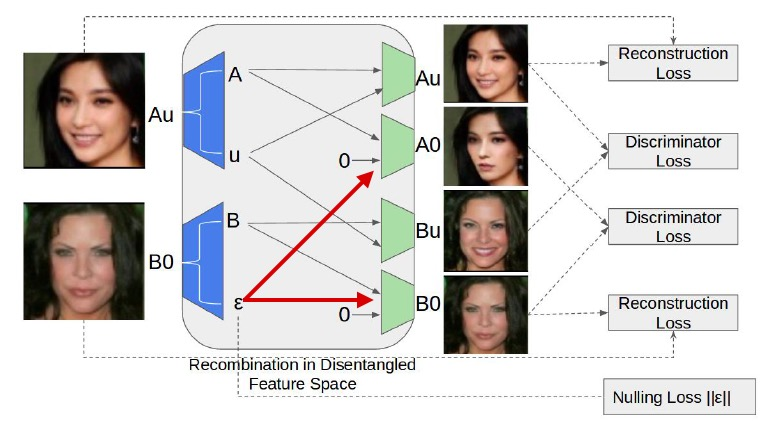 Au
B0
A
u
B
ε
0
0
Au
A0
Bu
B0
Reconstruction
Loss
Discriminator
Loss
Discriminator
Loss
Reconstruction
Loss
Recombination in Disentangled
Feature Space
Nulling Loss ||ε||